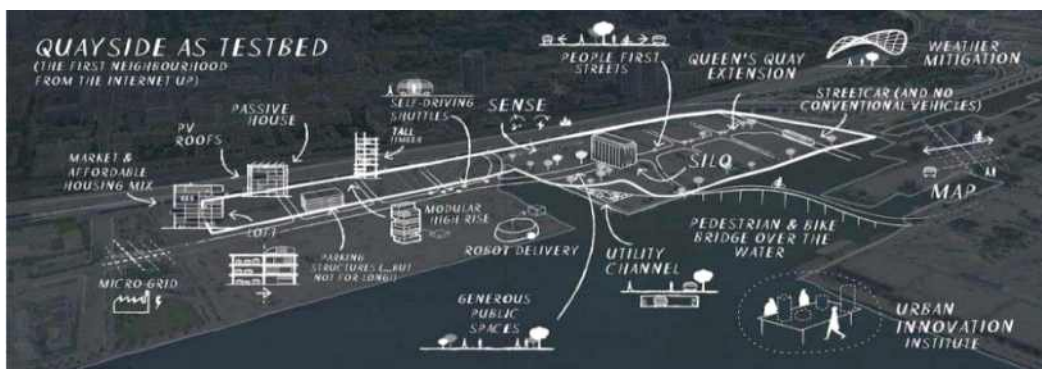 QUAYSIDE AS TESTBED
(THE FIRST NEIGHBOURHOOD
FROM THE INTERNET UP)
PEOPLE FIRST
STREETS
QUEEN'S QUAY
EXTENSION
WEATHER
MITIGATION
STREETCAR (AND NO
CONVENTIONAL VEHICLES)
PASSIVE
HOUSE
SELF-DRIVING
SHUTTLES
SENSE
PV
ROOFS
TALL
TIMBER
MARKET &
AFFORDABLE
HOUSING MIX
SILO
MAP
LOFT
MODULAR
HIGH RISE
PEDESTRIAN & BIKE
BRIDGE OVER THE
WATER
ROBOT DELIVERY
UTILITY
CHANNEL
PARKING
STRUCTURES (...BUT
NOT FOR LONG!)
MICRO-GRID
GENEROUS
PUBLIC
SPACES
URBAN
INNOVATION
INSTITUTE